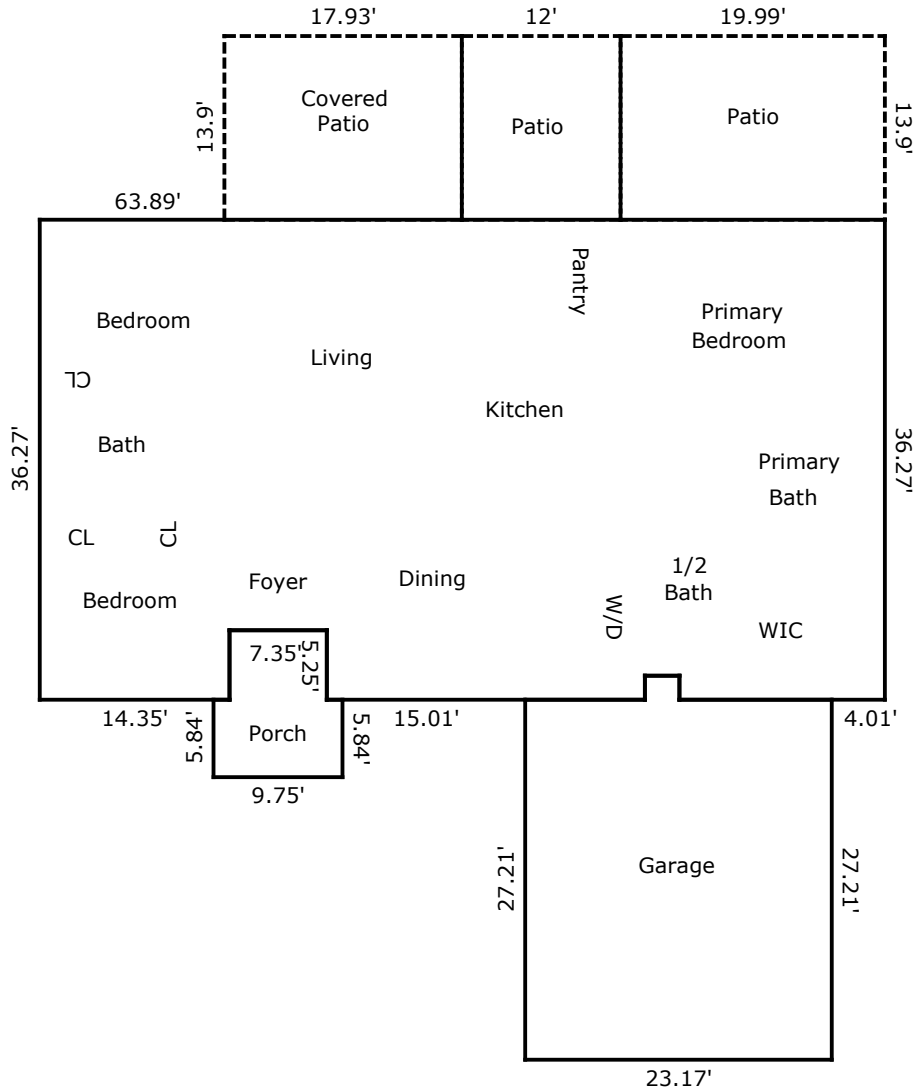 17.93'
12'
19.99'
13.9'
Covered
Patio
Patio
Patio
13.9'
63.89'
Pantry
Bedroom
Primary
Bedroom
Living
CL
Kitchen
36.27'
Bath
Primary
Bath
36.27'
CL
CL
Bedroom
Foyer
Dining
1/2
Bath
W/D
WIC
7.35'
5.25'
14.35'
5.84'
Porch
5.84'
15.01'
4.01'
9.75'
27.21'
Garage
27.21'
23.17'